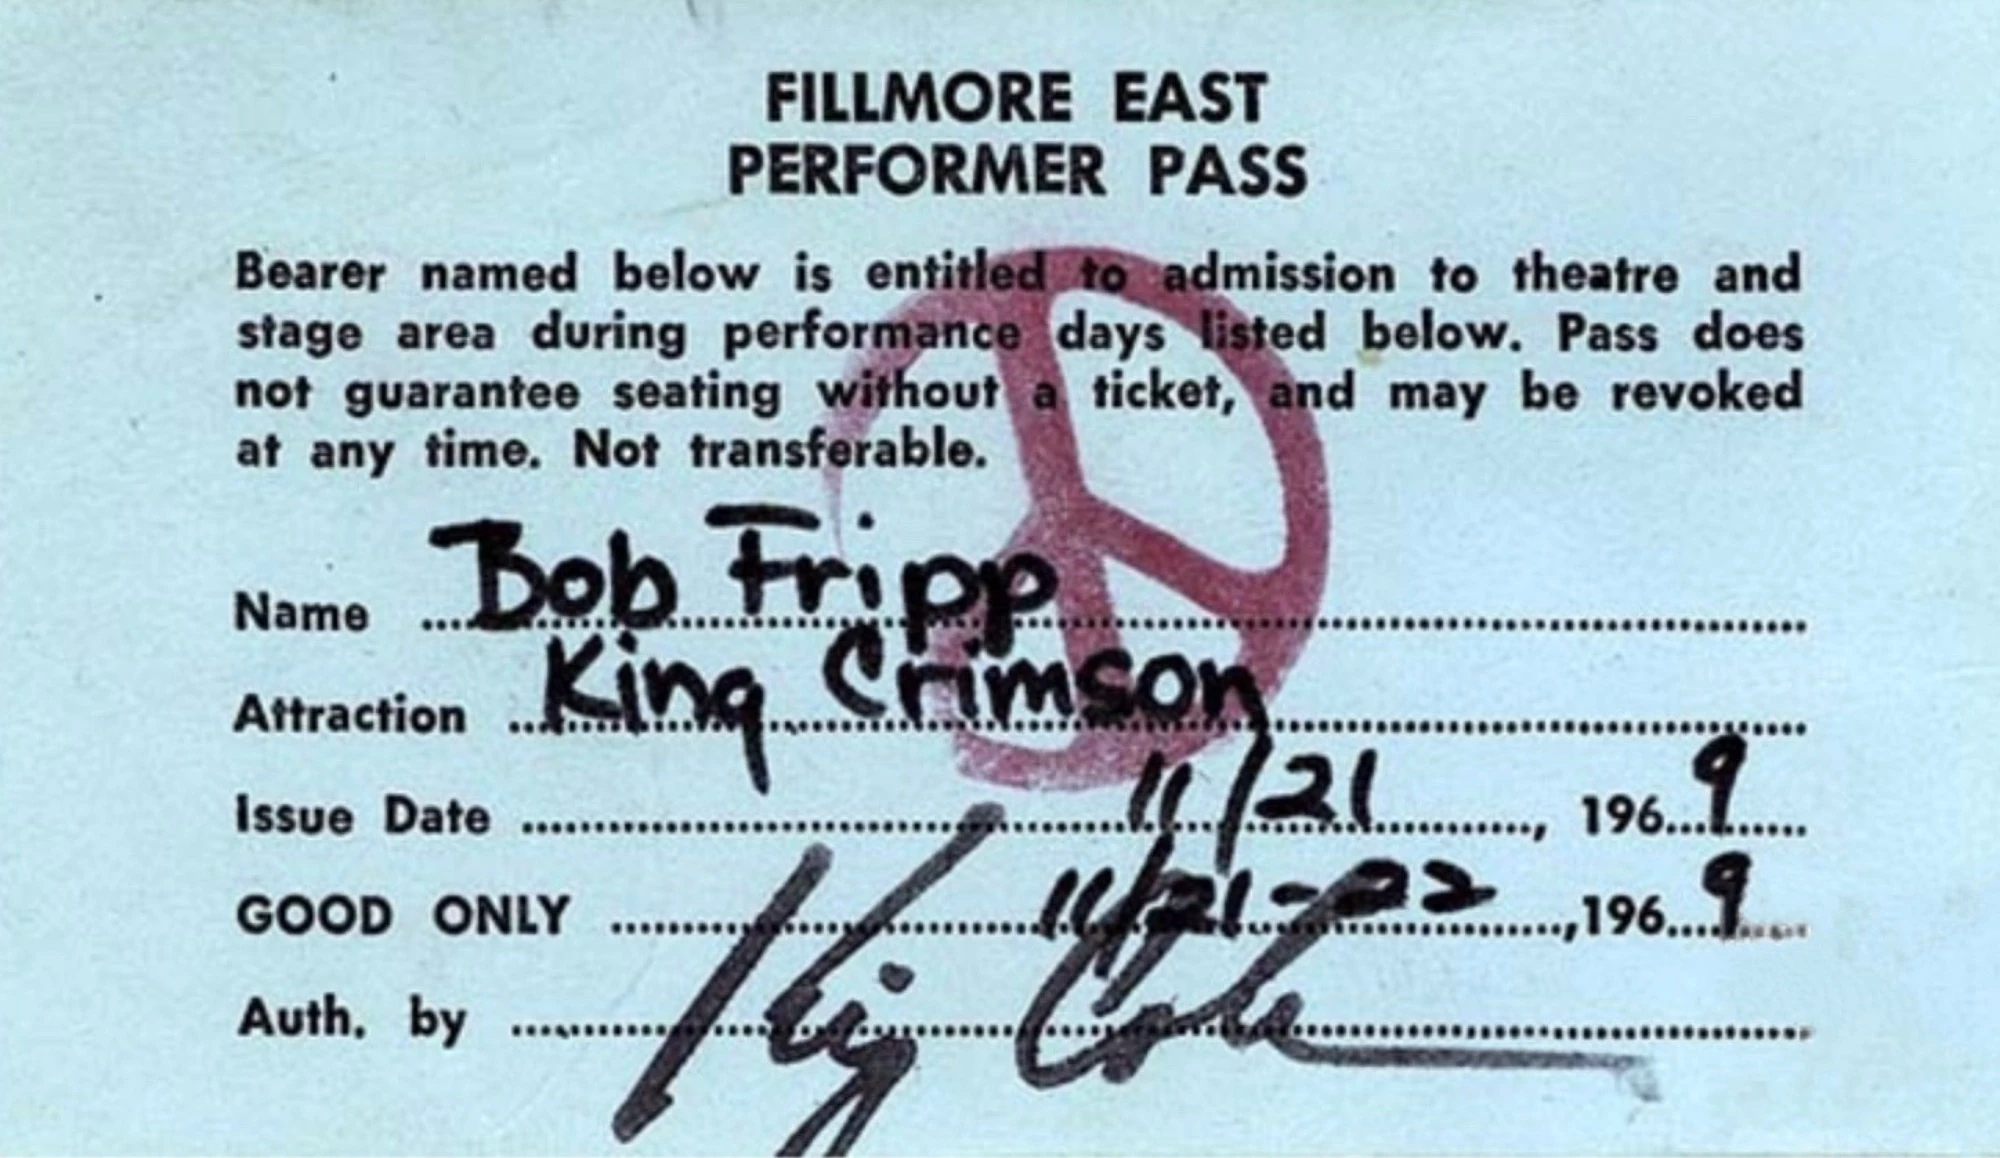 FILLMORE EAST
PERFORMER PASS
Bearer named below is entitled to admission to theatre and
stage area during performance days listed below. Pass does
not guarantee seating without a ticket, and may be revoked
at any time. Not transferable.
Name Bob Fripp
Attraction King Crimson
Issue Date 11/21, 1969
GOOD ONLY 11/21-22, 1969
Auth. by